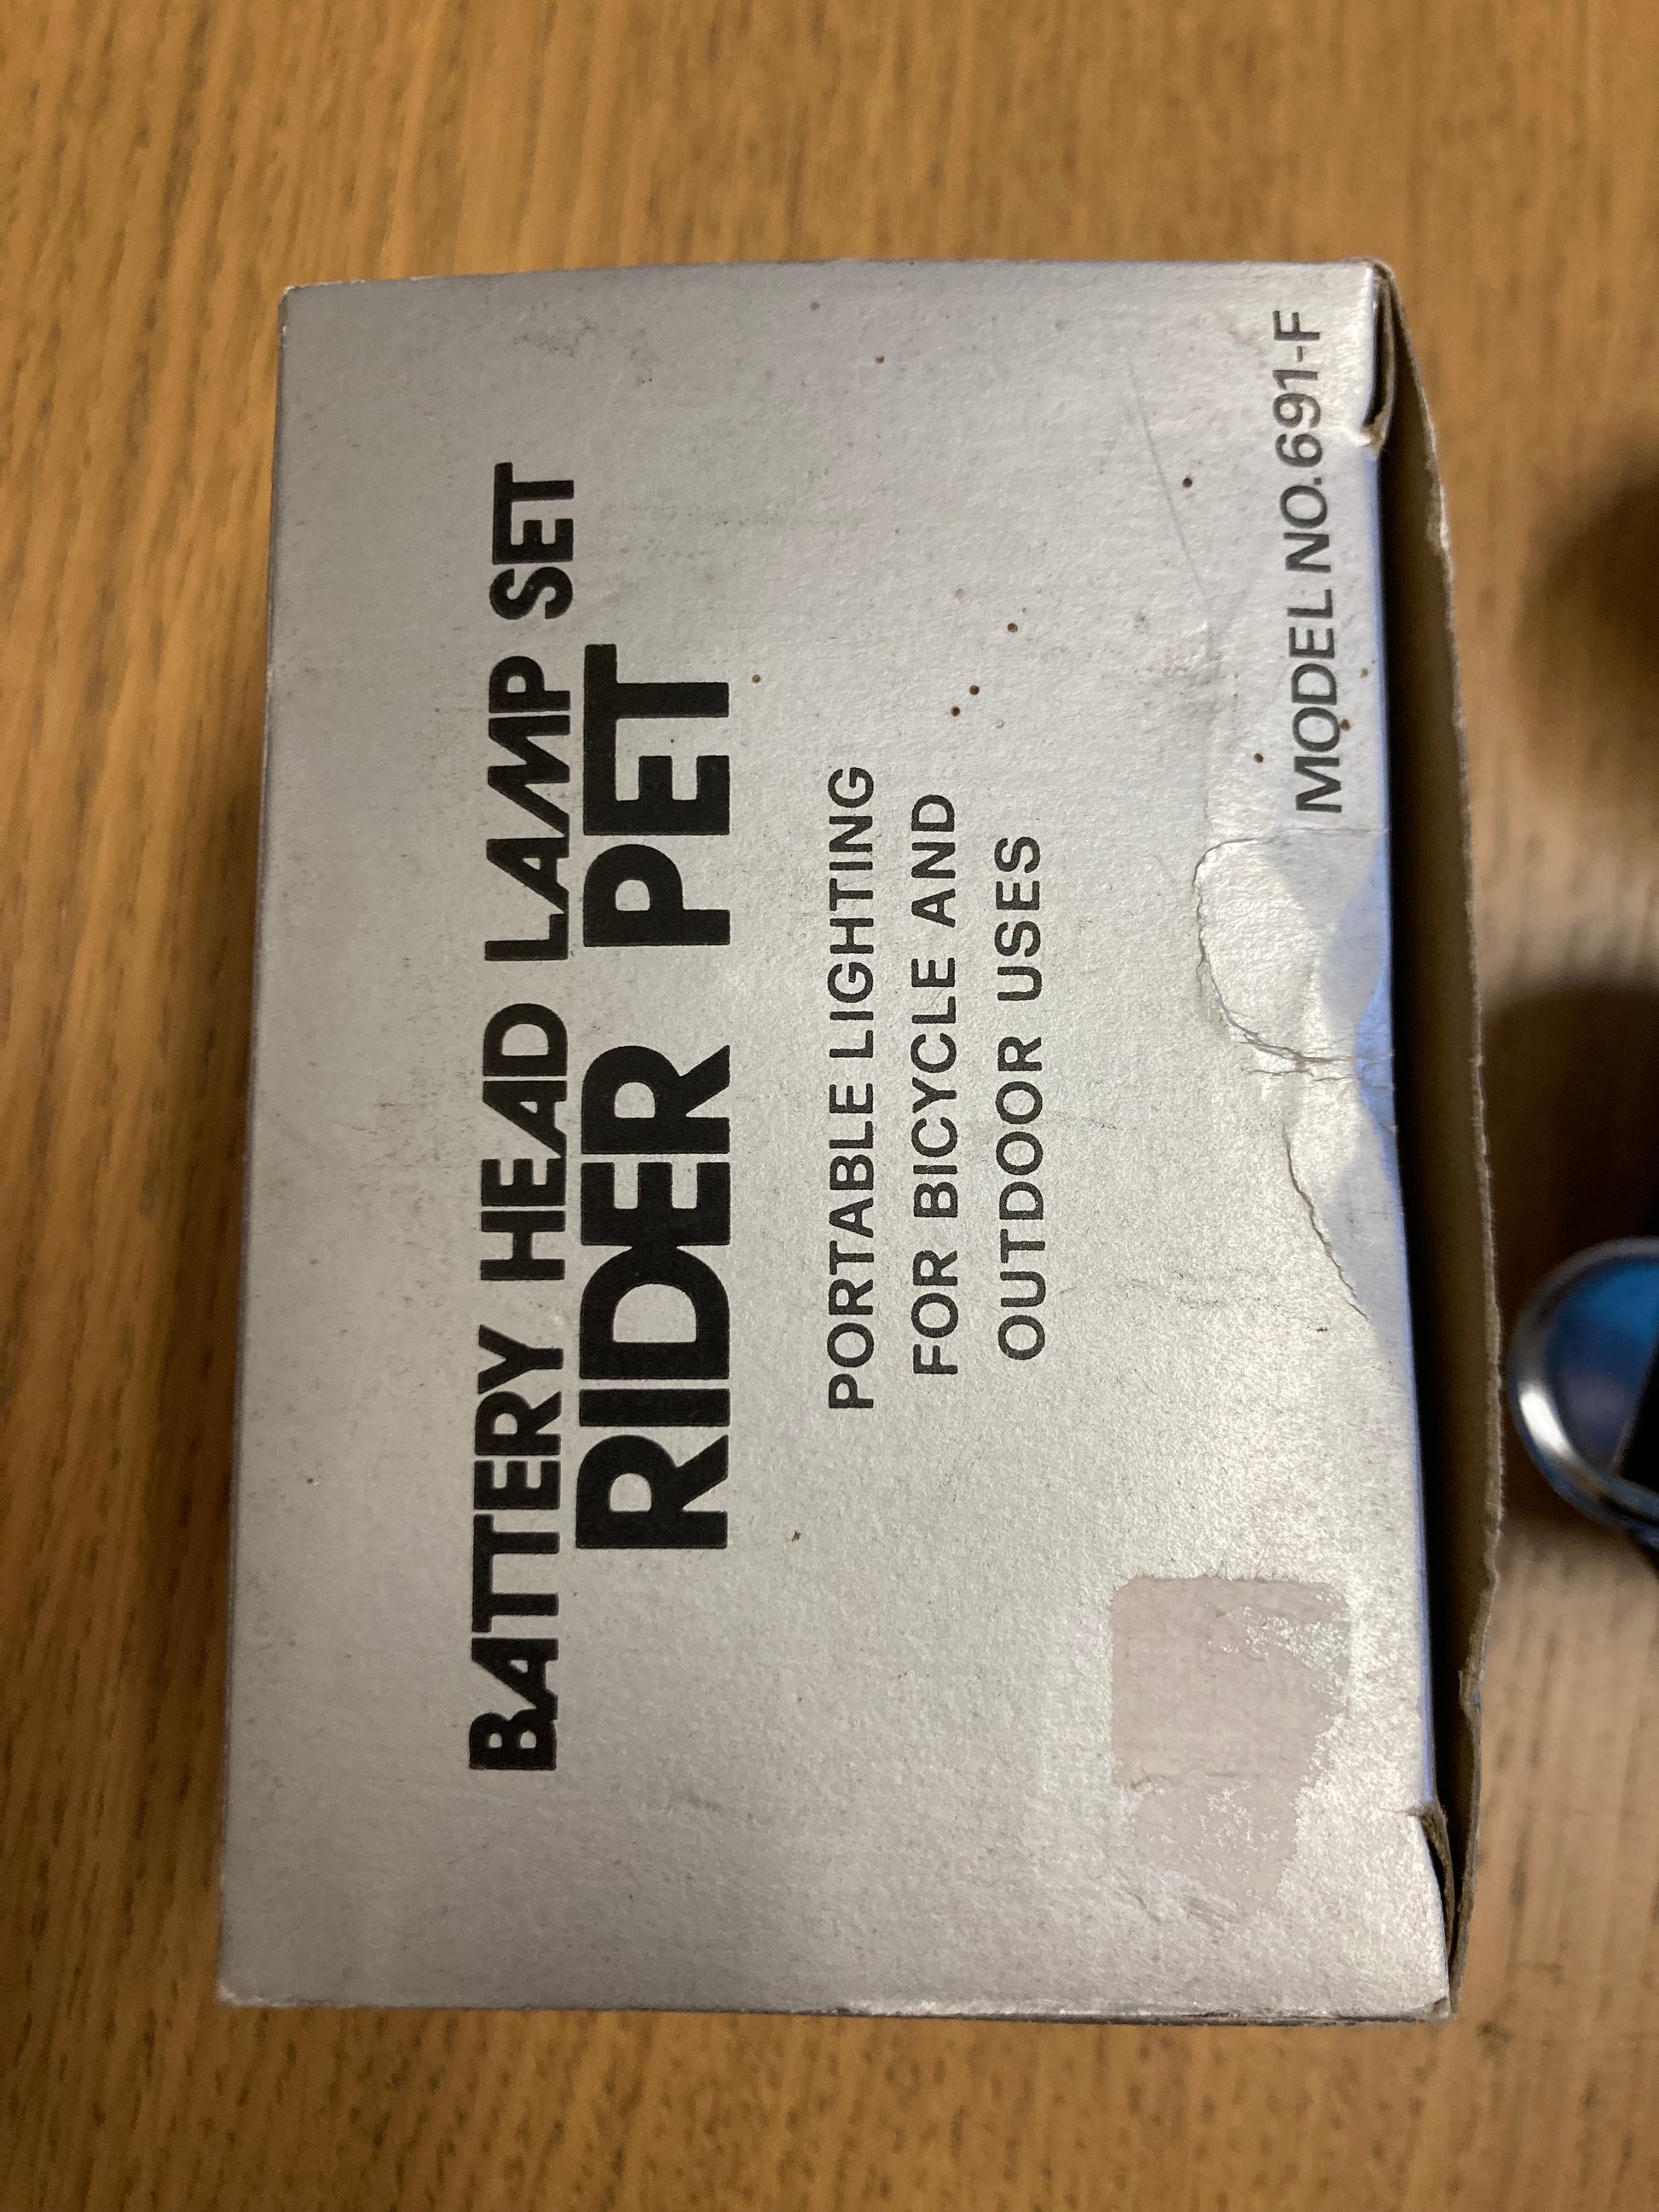 BATTERY HEAD LAMP SET
RIDER PET
PORTABLE LIGHTING
FOR BICYCLE AND
OUTDOOR USES
MODEL NO.691-F